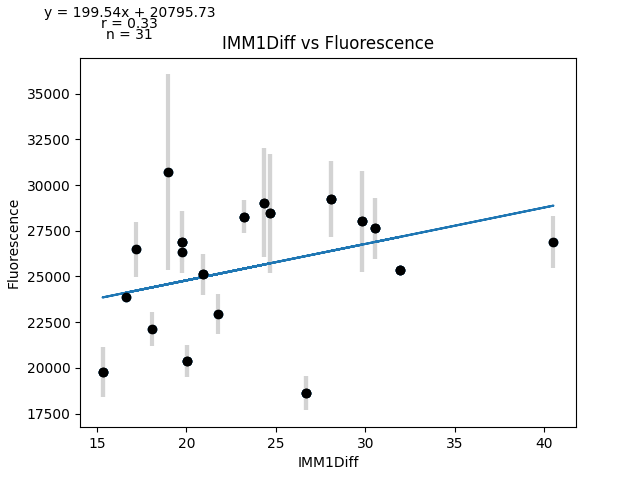 y = 199.54x + 20795.73
r = 0.33
n = 31
IMM1Diff vs Fluorescence
35000
32500
30000
27500
25000
22500
20000
17500
Fluorescence
15 20 25 30 35 40
IMM1Diff